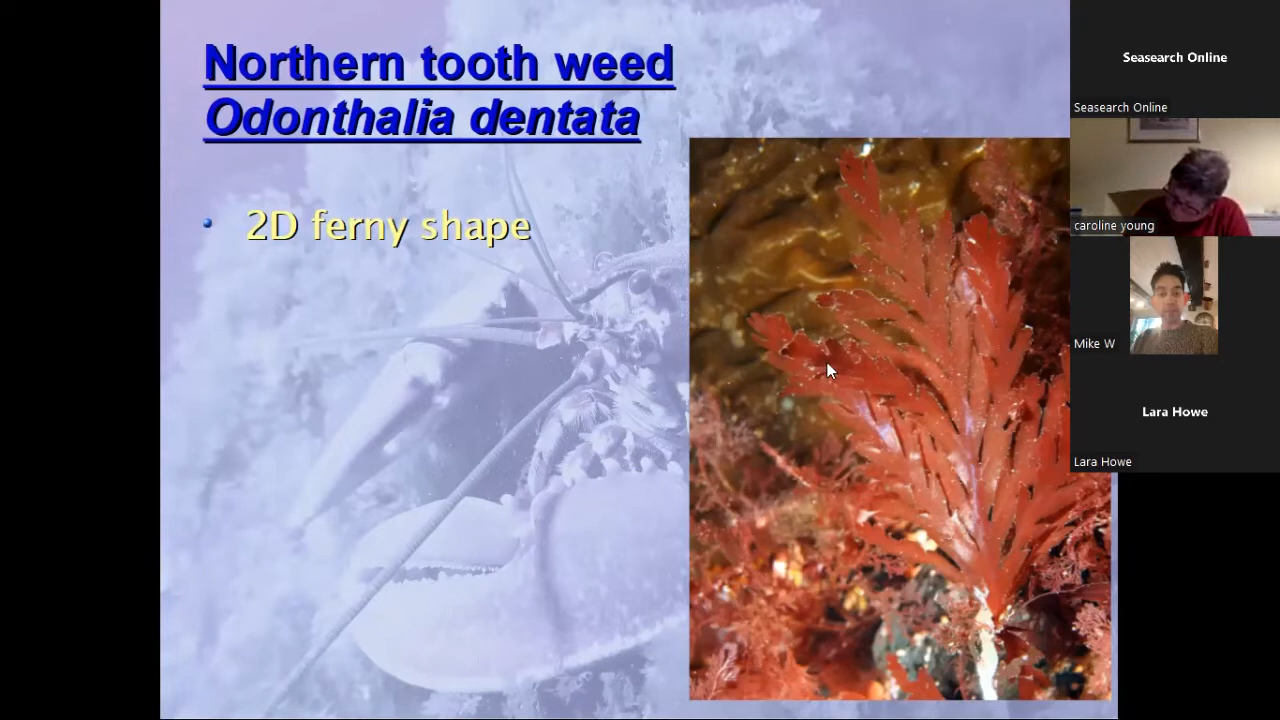 Northern tooth weed
Odonthalia dentata
2D ferny shape
Seasearch Online
Seasearch Online
caroline young
Mike W
Lara Howe
Lara Howe